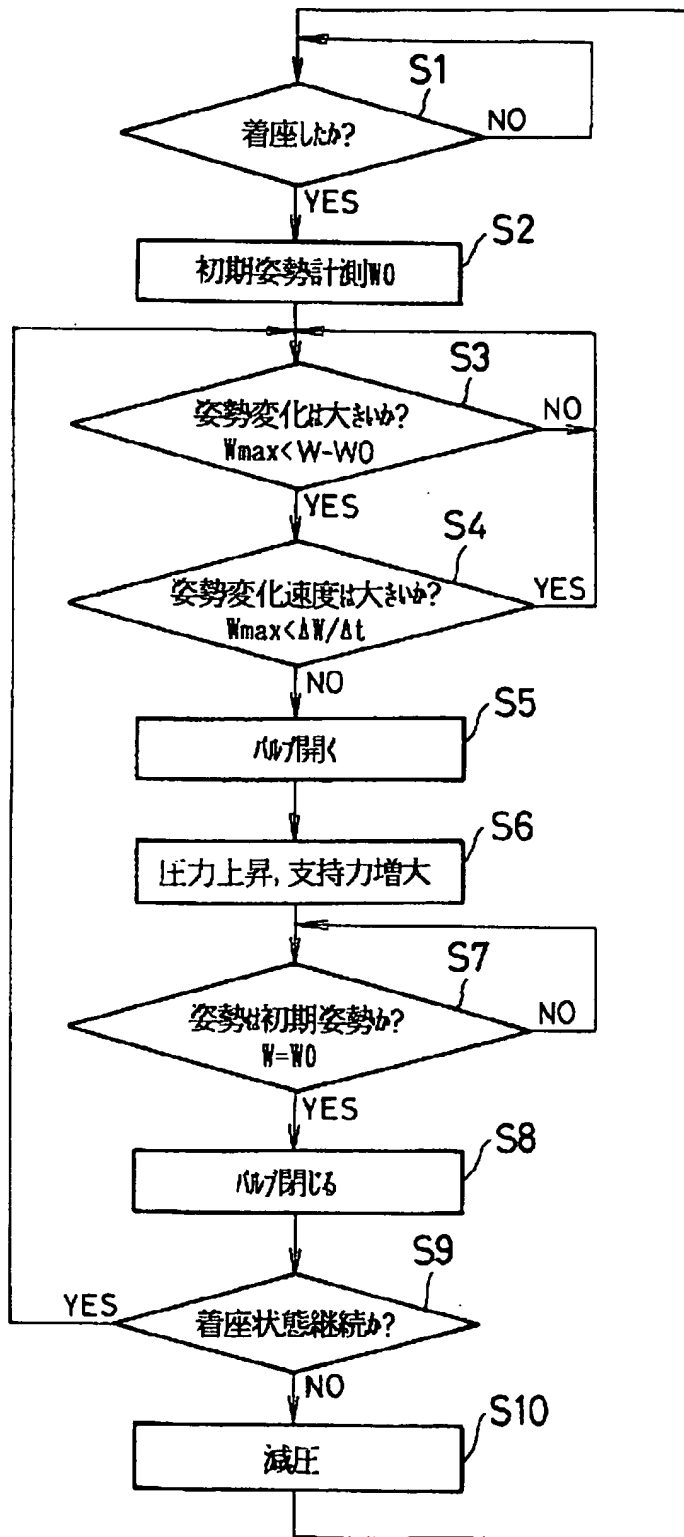 S1
着座したか?
NO
YES
S2
初期姿勢計測W0
S3
姿勢変化は大きいか?
Wmax<W-W0
NO
YES
S4
姿勢変化速度は大きいか?
Wmax<ΔW/Δt
YES
NO
S5
バルブ開く
S6
圧力上昇,支持力増大
S7
姿勢は初期姿勢か?
W=W0
NO
YES
S8
バルブ閉じる
S9
着座状態継続か?
YES
NO
S10
減圧